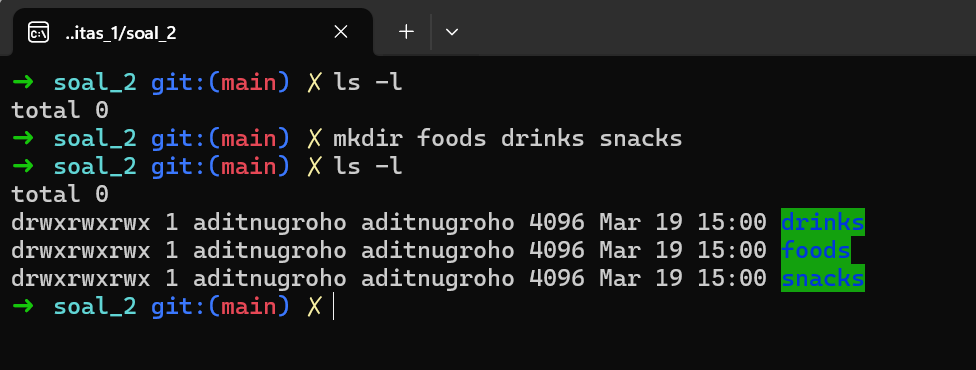 ..itas_1/soal_2
➜ soal_2 git:(main) ✗ ls -l
total 0
➜ soal_2 git:(main) ✗ mkdir foods drinks snacks
➜ soal_2 git:(main) ✗ ls -l
total 0
drwxrwxrwx 1 aditnugroho aditnugroho 4096 Mar 19 15:00 drinks
drwxrwxrwx 1 aditnugroho aditnugroho 4096 Mar 19 15:00 foods
drwxrwxrwx 1 aditnugroho aditnugroho 4096 Mar 19 15:00 snacks
➜ soal_2 git:(main) ✗